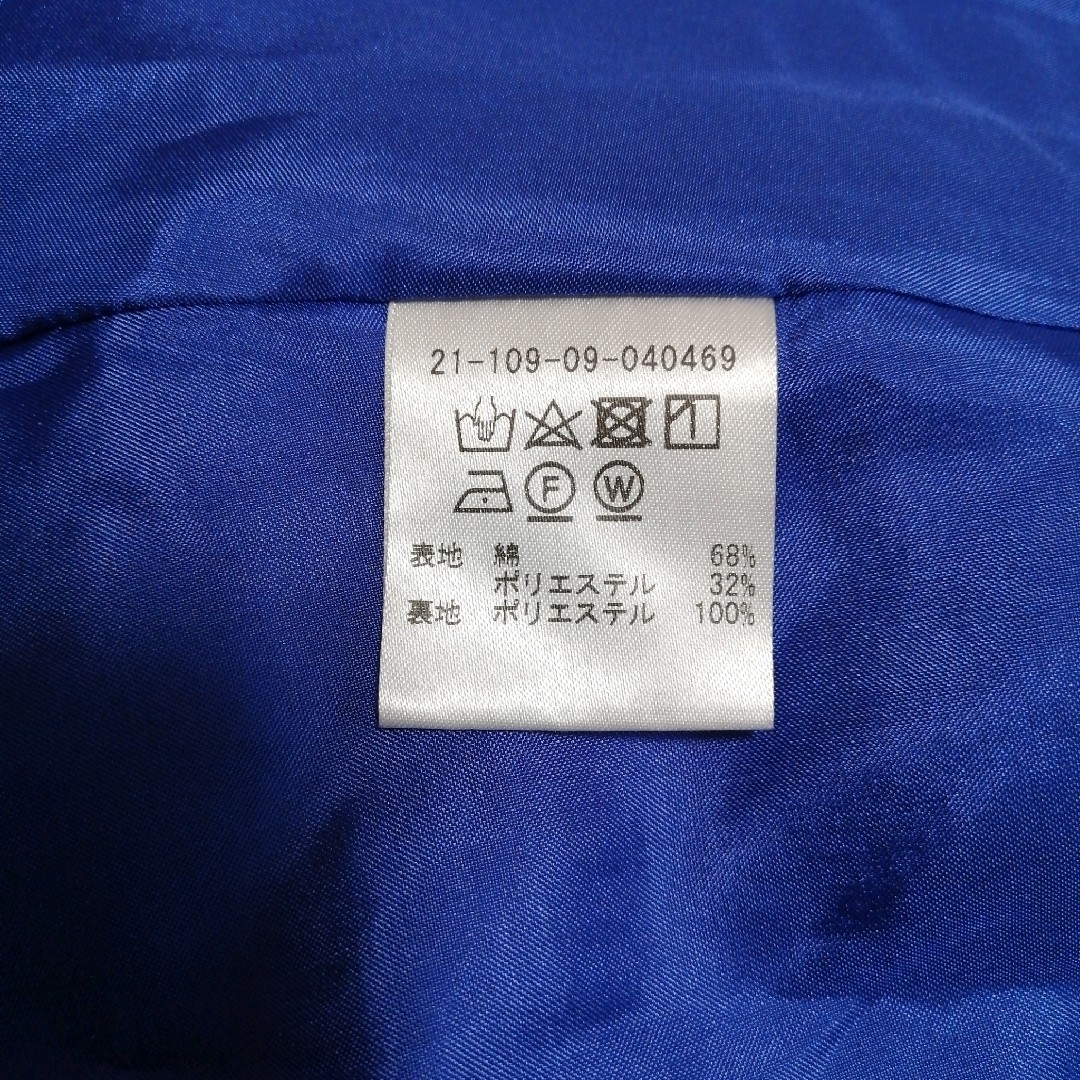 21-109-09-040469
F W
表地 綿 68%
ポリエステル 32%
裏地 ポリエステル 100%